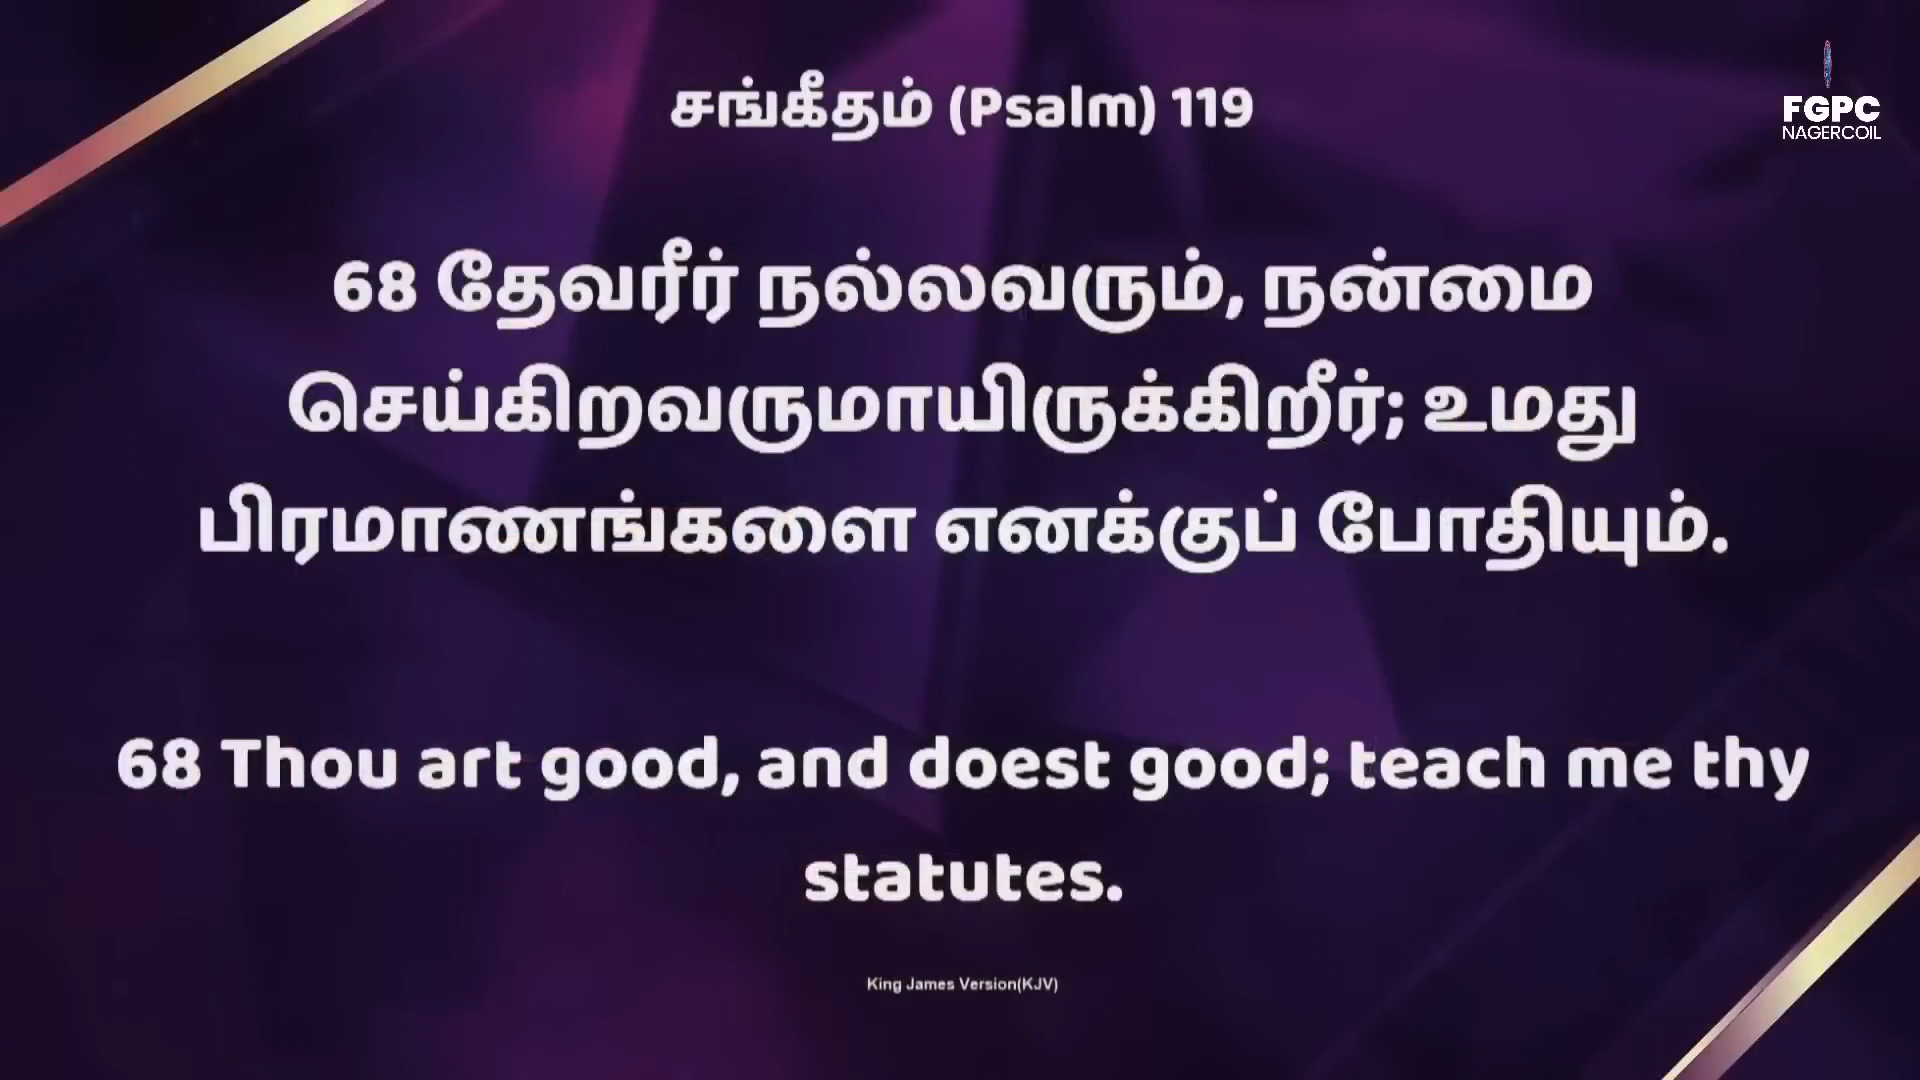 சங்கீதம் (Psalm) 119
FGPC
NAGERCOIL
68 தேவரீர் நல்லவரும், நன்மை
செய்கிறவருமாயிருக்கிறீர்; உமது
பிரமாணங்களை எனக்குப் போதியும்.
68 Thou art good, and doest good; teach me thy
statutes.
King James Version(KJV)